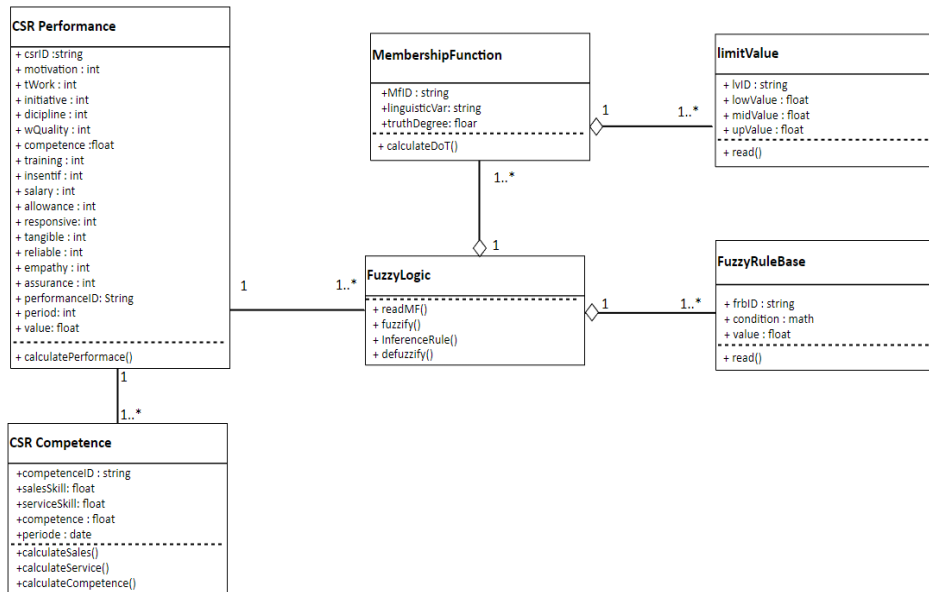 CSR Performance
+ csrID :string
+ motivation : int
+ tWork : int
+ initiative : int
+ dicipline : int
+ wQuality : int
+ competence :float
+ training : int
+ insentif : int
+ salary : int
+ allowance : int
+ responsive: int
+ tangible : int
+ reliable : int
+ empathy : int
+ assurance : int
+ performanceID: String
+ period: int
+ value: float
+ calculatePerformace()
1
1..*
CSR Competence
+competenceID : string
+salesSkill: float
+serviceSkill: float
+competence : float
+periode : date
+calculateSales()
+calculateService()
+calculateCompetence()
1
1..*
MembershipFunction
+MfID : string
+linguisticVar: string
+truthDegree: floar
+ calculateDoT()
1..*
1
FuzzyLogic
+ readMF()
+ fuzzify()
+ InferenceRule()
+ defuzzify()
1
1..*
limitValue
+ lvID : string
+ lowValue : float
+ midValue : float
+ upValue : float
+ read()
1
1..*
FuzzyRuleBase
+ frbID : string
+ condition : math
+ value : float
+ read()